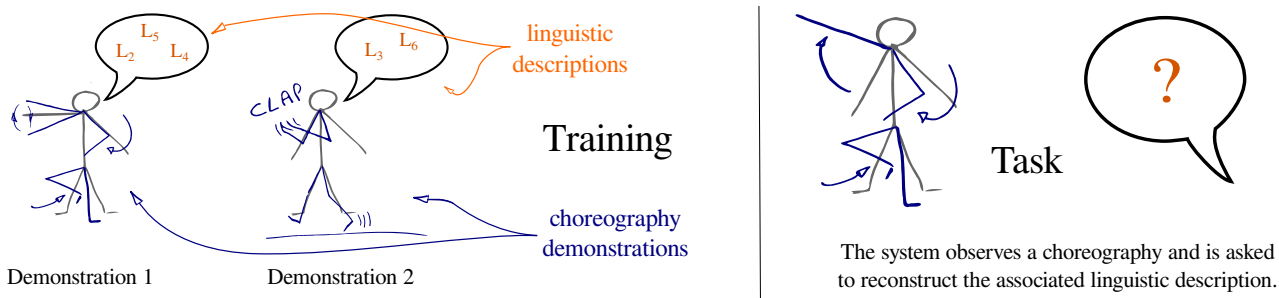 L5
L2
L4
L6
L3
linguistic
descriptions
CLAP
Training
choreography
demonstrations
Demonstration 1
Demonstration 2
?
Task
The system observes a choreography and is asked
to reconstruct the associated linguistic description.